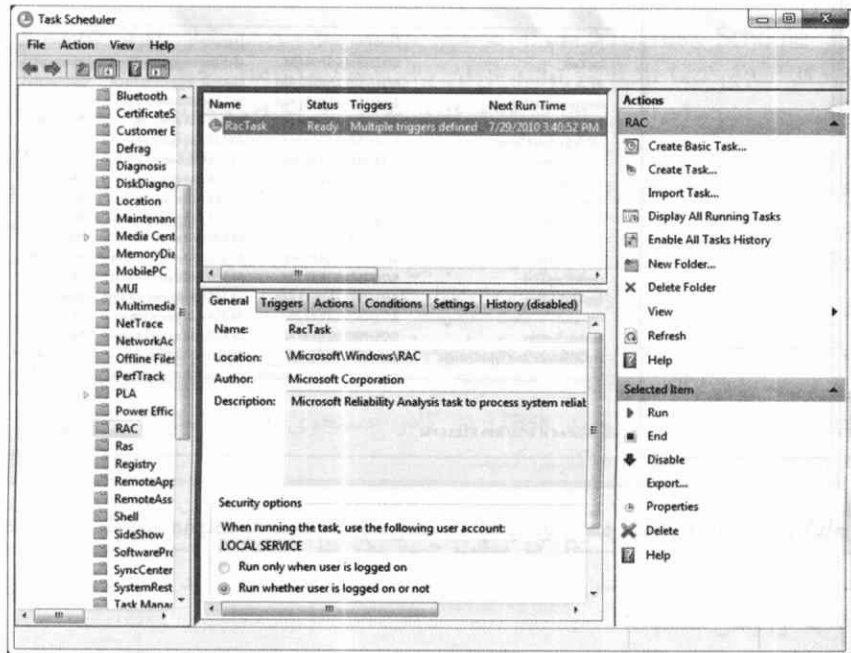 Task Scheduler
File Action View Help
Bluetooth
CertificateS
Customer E
Defrag
Diagnosis
DiskDiagno
Location
Maintenanc
Media Cent
MemoryDia
MobilePC
MUI
Multimedia
NetTrace
NetworkAc
Offline Files
PerfTrack
PLA
Power Effic
RAC
Ras
Registry
RemoteApp
RemoteAss
Shell
SideShow
SoftwarePro
SyncCenter
SystemRest
Task Manag
Name Status Triggers Next Run Time
RacTask Ready Multiple triggers defined 7/29/2010 3:40:52 PM
General Triggers Actions Conditions Settings History (disabled)
Name: RacTask
Location: \Microsoft\Windows\RAC
Author: Microsoft Corporation
Description: Microsoft Reliability Analysis task to process system reliab
Security options
When running the task, use the following user account:
LOCAL SERVICE
Run only when user is logged on
Run whether user is logged on or not
Actions
RAC
Create Basic Task...
Create Task...
Import Task...
Display All Running Tasks
Enable All Tasks History
New Folder...
Delete Folder
View
Refresh
Help
Selected Item
Run
End
Disable
Export...
Properties
Delete
Help